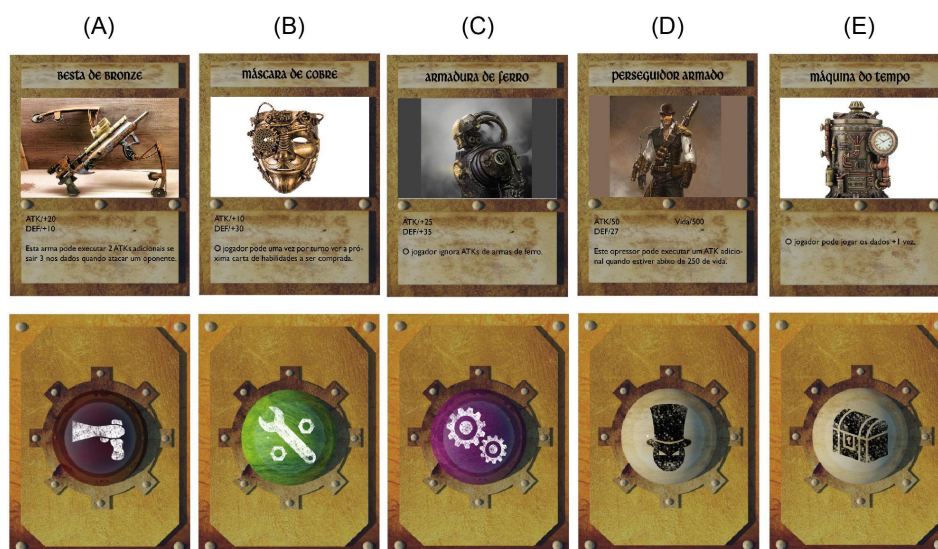 (A)
(B)
(C)
(D)
(E)
BESTA DE BRONZE
MÁSCARA DE COBRE
ARMADURA DE FERRO
PERSEGUIDOR ARMADO
MÁQUINA DO TEMPO
ATK/+20
DEF/+10
Esta arma pode executar 2 ATKs adicionais se
sair 3 nos dados quando atacar um oponente.
ATK/+10
DEF/+30
O jogador pode uma vez por turno ver a pró-
xima carta de habilidades a ser comprada.
ATK/+25
DEF/+35
O jogador ignora ATKs de armas de ferro.
ATK/50 Vida/500
DEF/27
Este opressor pode executar um ATK adicio-
nal quando estiver abaixo de 250 de vida.
O jogador pode jogar os dados +1 vez.